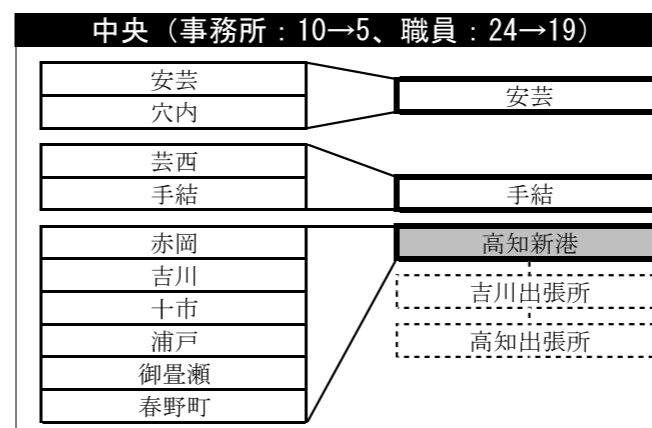 中央（事務所：10→5、職員：24→19）
安芸
穴内
安芸
芸西
手結
手結
赤岡
吉川
十市
浦戸
御畳瀬
春野町
高知新港
吉川出張所
高知出張所